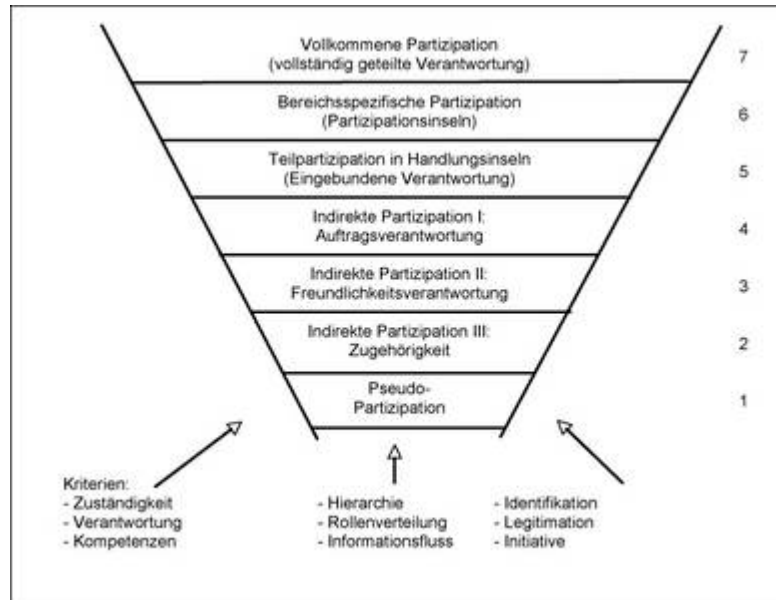 Vollkommene Partizipation
(vollständig geteilte Verantwortung)
7
Bereichsspezifische Partizipation
(Partizipationsinseln)
6
Teilpartizipation in Handlungsinseln
(Eingebundene Verantwortung)
5
Indirekte Partizipation I:
Auftragsverantwortung
4
Indirekte Partizipation II:
Freundlichkeitsverantwortung
3
Indirekte Partizipation III:
Zugehörigkeit
2
Pseudo-
Partizipation
1
Kriterien:
- Zuständigkeit
- Verantwortung
- Kompetenzen
- Hierarchie
- Rollenverteilung
- Informationsfluss
- Identifikation
- Legitimation
- Initiative